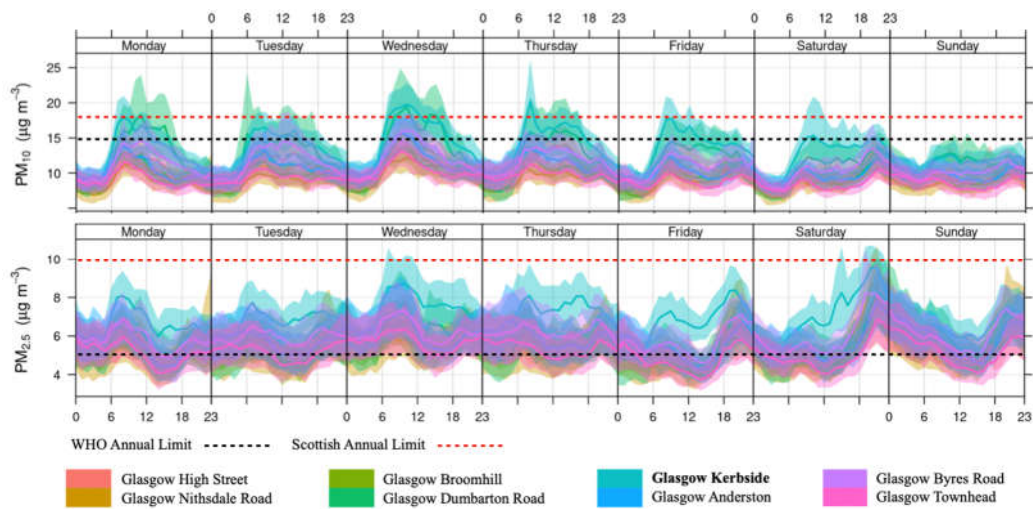 0 6 12 18 23 0 6 12 18 23 0 6 12 18 23
Monday Tuesday Wednesday Thursday Friday Saturday Sunday
PM10 (µg m−3)
25
20
15
10
Monday Tuesday Wednesday Thursday Friday Saturday Sunday
PM2.5 (µg m−3)
10
8
6
4
0 6 12 18 23 0 6 12 18 23 0 6 12 18 23 0 6 12 18 23
WHO Annual Limit Scottish Annual Limit
Glasgow High Street Glasgow Broomhill Glasgow Kerbside Glasgow Byres Road
Glasgow Nithsdale Road Glasgow Dumbarton Road Glasgow Anderston Glasgow Townhead